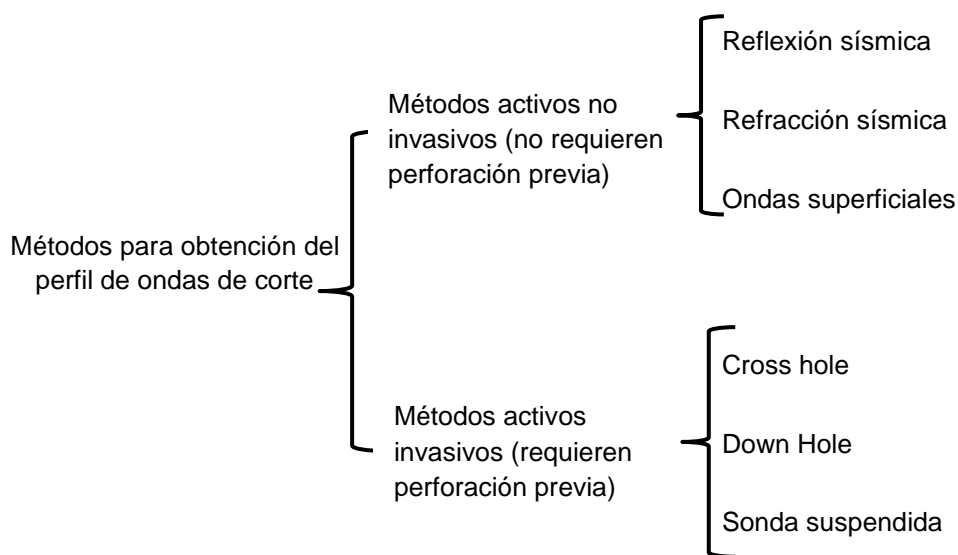 Métodos para obtención del
perfil de ondas de corte
Métodos activos no
invasivos (no requieren
perforación previa)
Reflexión sísmica
Refracción sísmica
Ondas superficiales
Métodos activos
invasivos (requieren
perforación previa)
Cross hole
Down Hole
Sonda suspendida